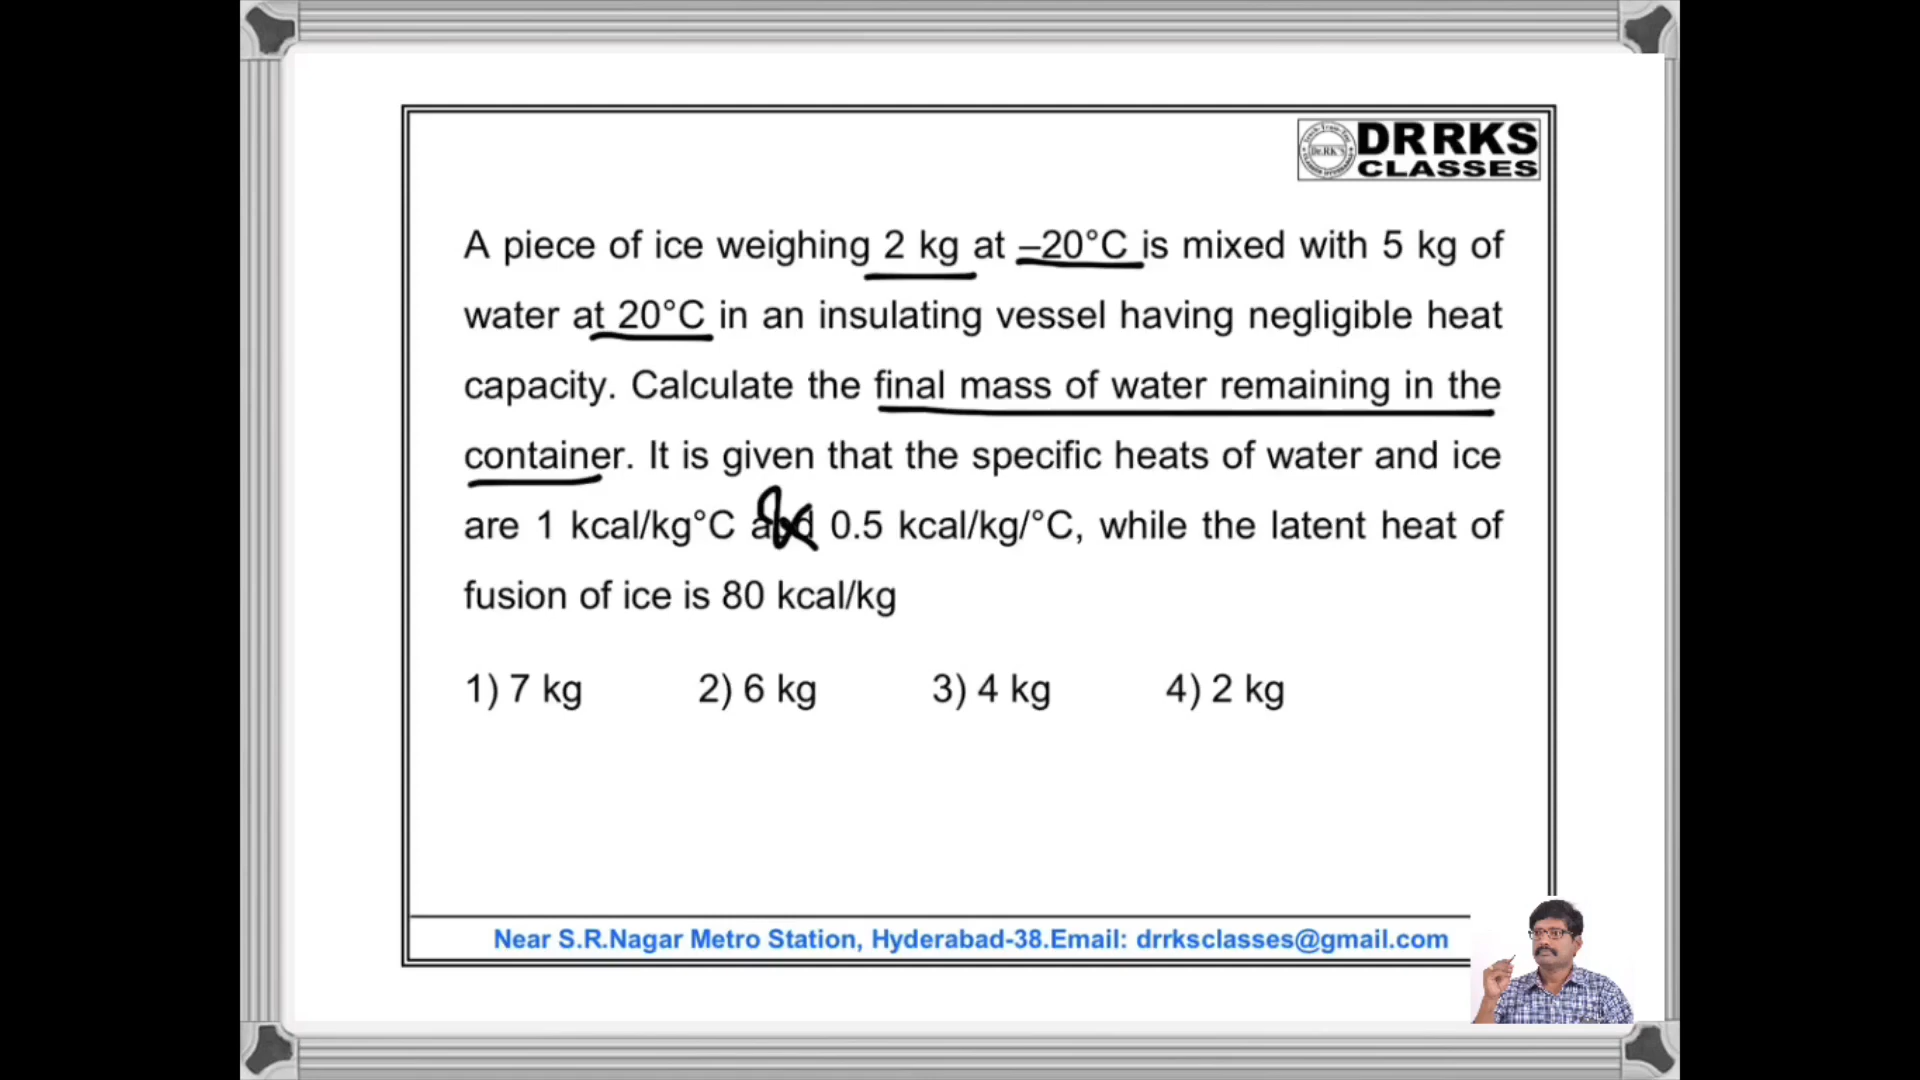 DRRKS
CLASSES
A piece of ice weighing 2 kg at –20°C is mixed with 5 kg of
water at 20°C in an insulating vessel having negligible heat
capacity. Calculate the final mass of water remaining in the
container. It is given that the specific heats of water and ice
are 1 kcal/kg°C and 0.5 kcal/kg/°C, while the latent heat of
fusion of ice is 80 kcal/kg
1) 7 kg 2) 6 kg 3) 4 kg 4) 2 kg
Near S.R.Nagar Metro Station, Hyderabad-38.Email: drrksclasses@gmail.com